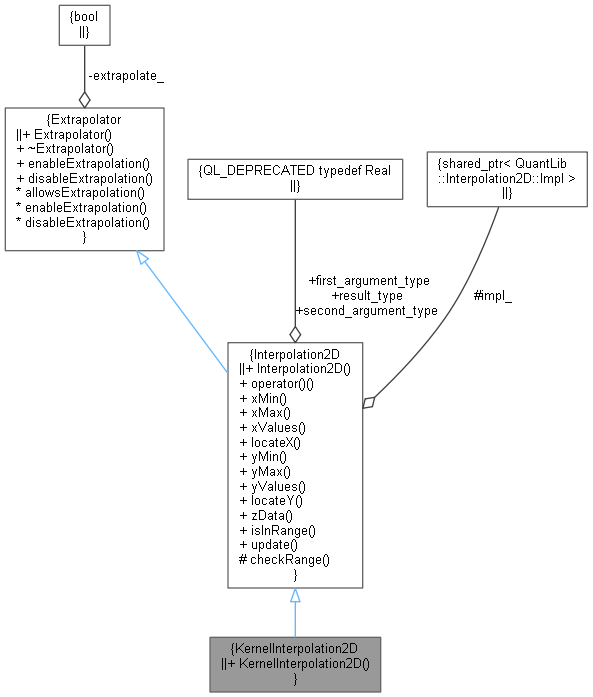 {bool
||}
-extrapolate_
{Extrapolator
||+ Extrapolator()
+ ~Extrapolator()
+ enableExtrapolation()
+ disableExtrapolation()
* allowsExtrapolation()
* enableExtrapolation()
* disableExtrapolation()
}
{QL_DEPRECATED typedef Real
||}
{shared_ptr< QuantLib
::Interpolation2D::Impl >
||}
+first_argument_type
+result_type
+second_argument_type
#impl_
{Interpolation2D
||+ Interpolation2D()
+ operator()()
+ xMin()
+ xMax()
+ xValues()
+ locateX()
+ yMin()
+ yMax()
+ yValues()
+ locateY()
+ zData()
+ isInRange()
+ update()
# checkRange()
}
{KernelInterpolation2D
||+ KernelInterpolation2D()
}